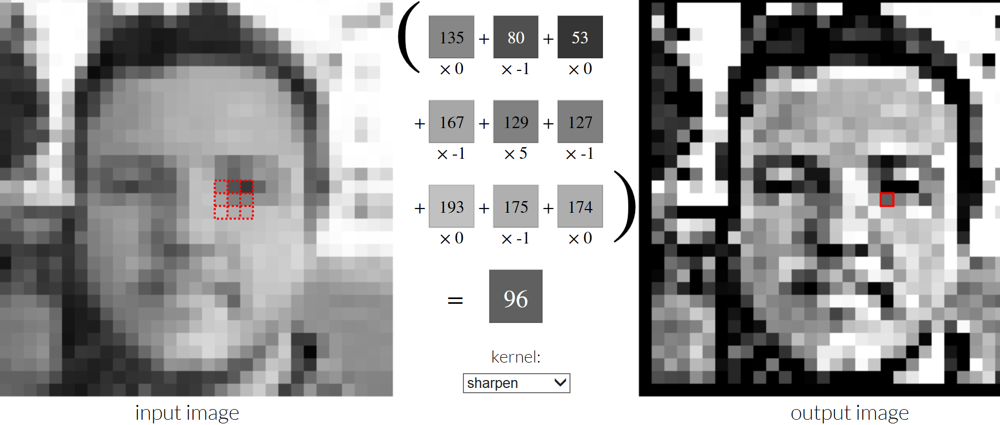 ( 135 + 80 + 53
× 0 × -1 × 0
+ 167 + 129 + 127
× -1 × 5 × -1
+ 193 + 175 + 174 )
× 0 × -1 × 0
= 96
kernel:
sharpen
input image
output image